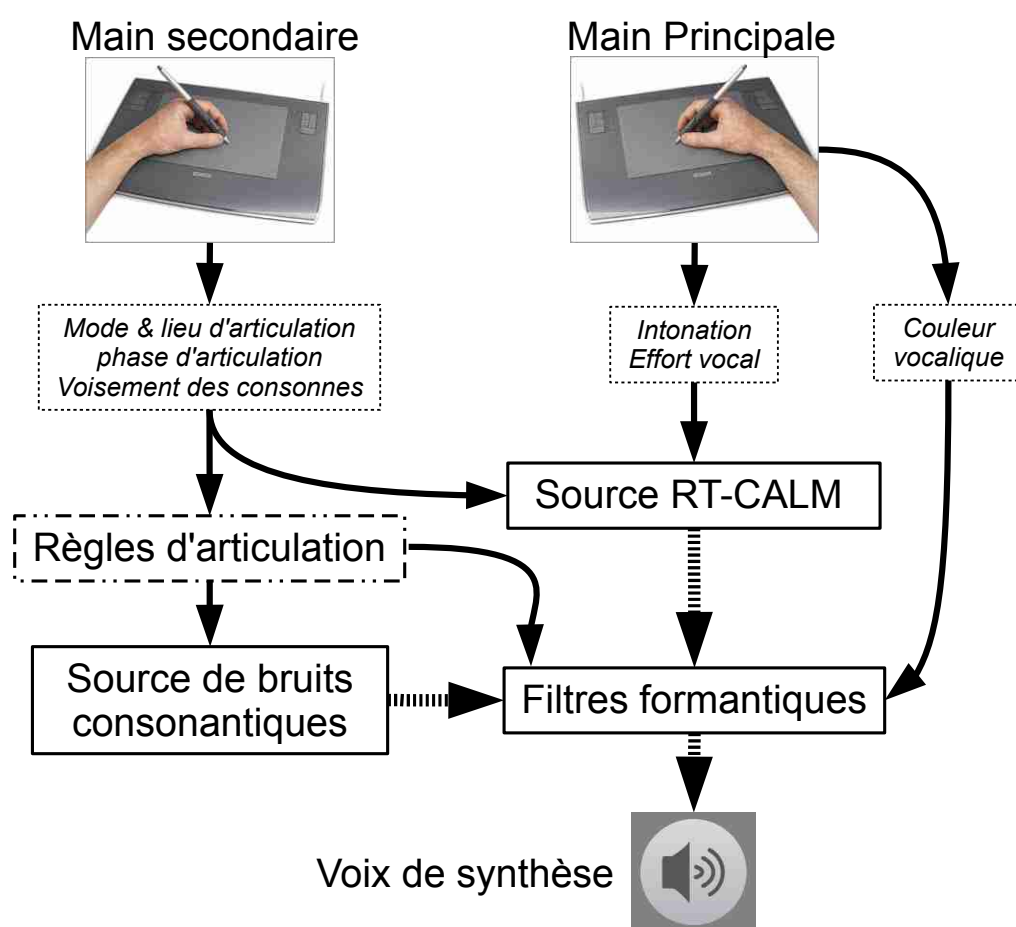 Main secondaire
Main Principale
Mode & lieu d'articulation
phase d'articulation
Voisement des consonnes
Intonation
Effort vocal
Couleur
vocalique
Source RT-CALM
Règles d'articulation
Source de bruits
consonantiques
Filtres formantiques
Voix de synthèse